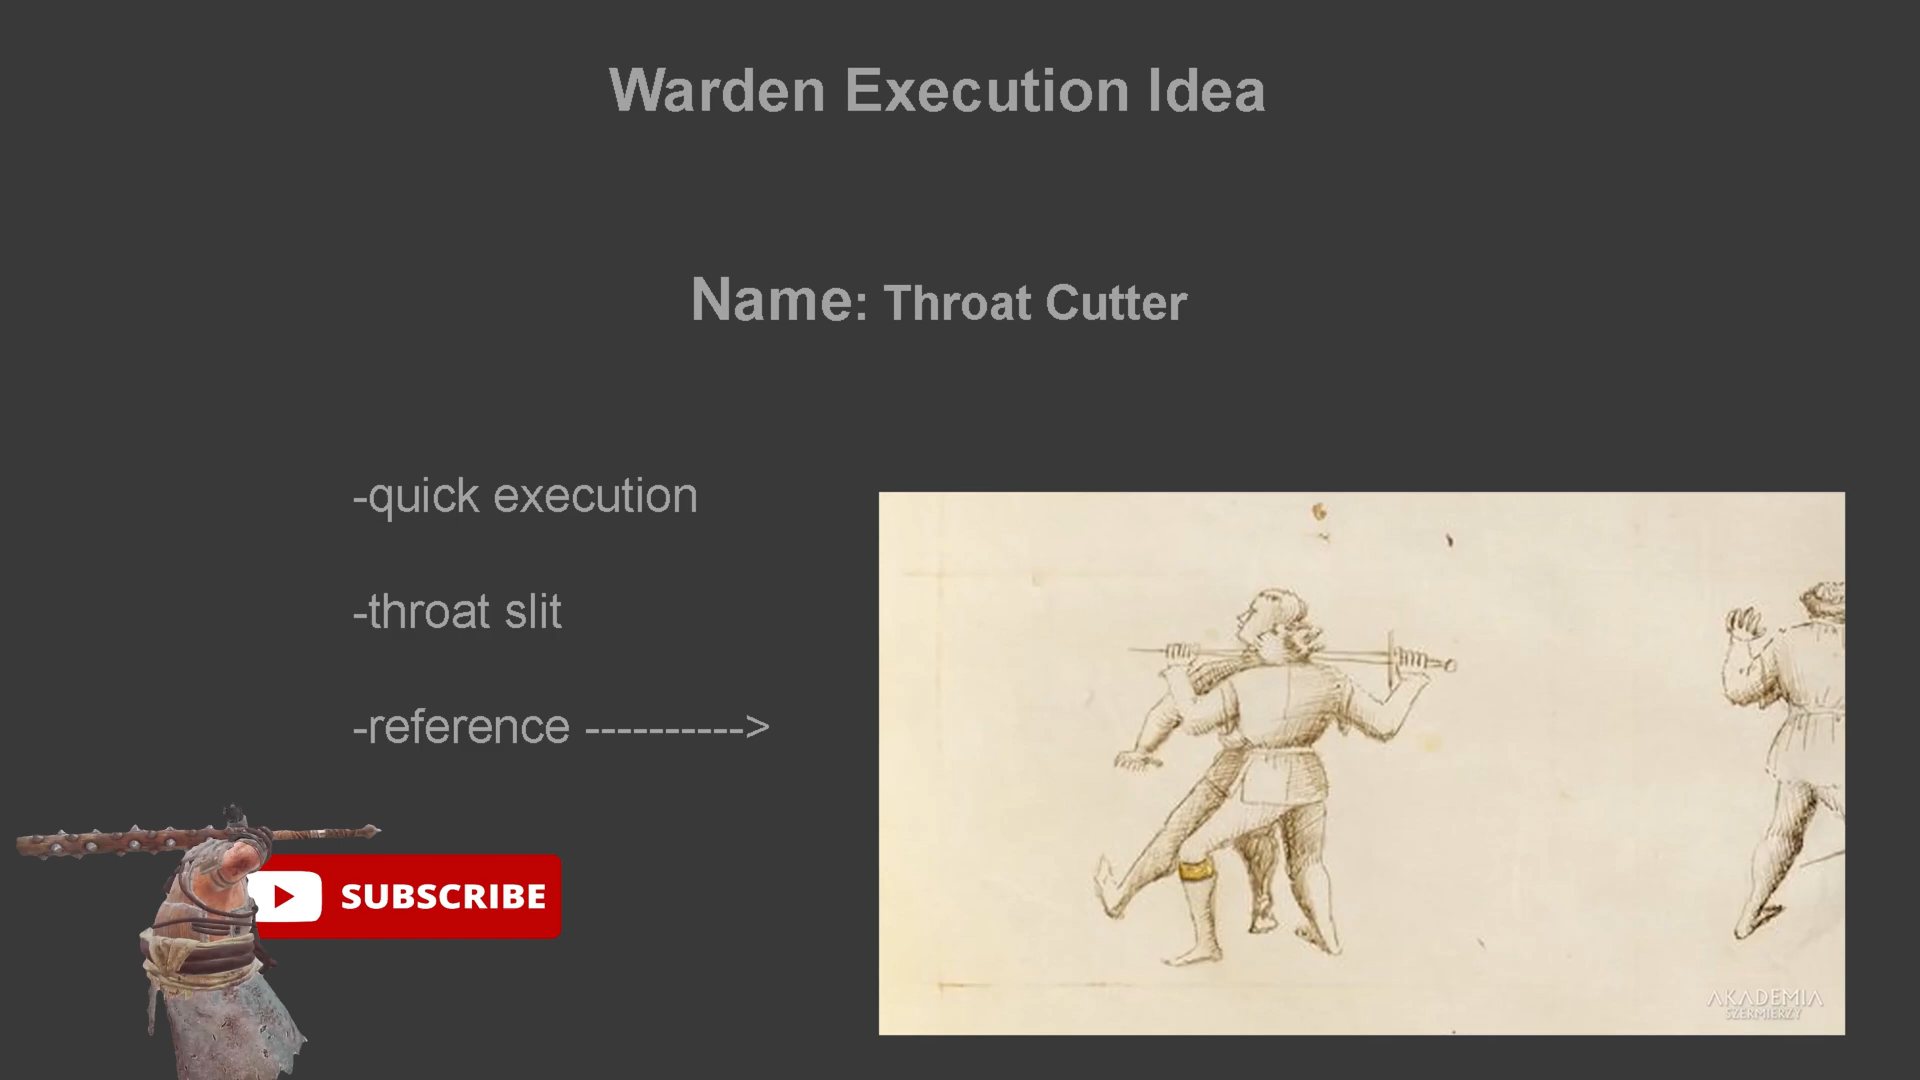 Warden Execution Idea
Name: Throat Cutter
-quick execution
-throat slit
-reference ---------->
SUBSCRIBE
AKADEMIA
SZERMIERZY